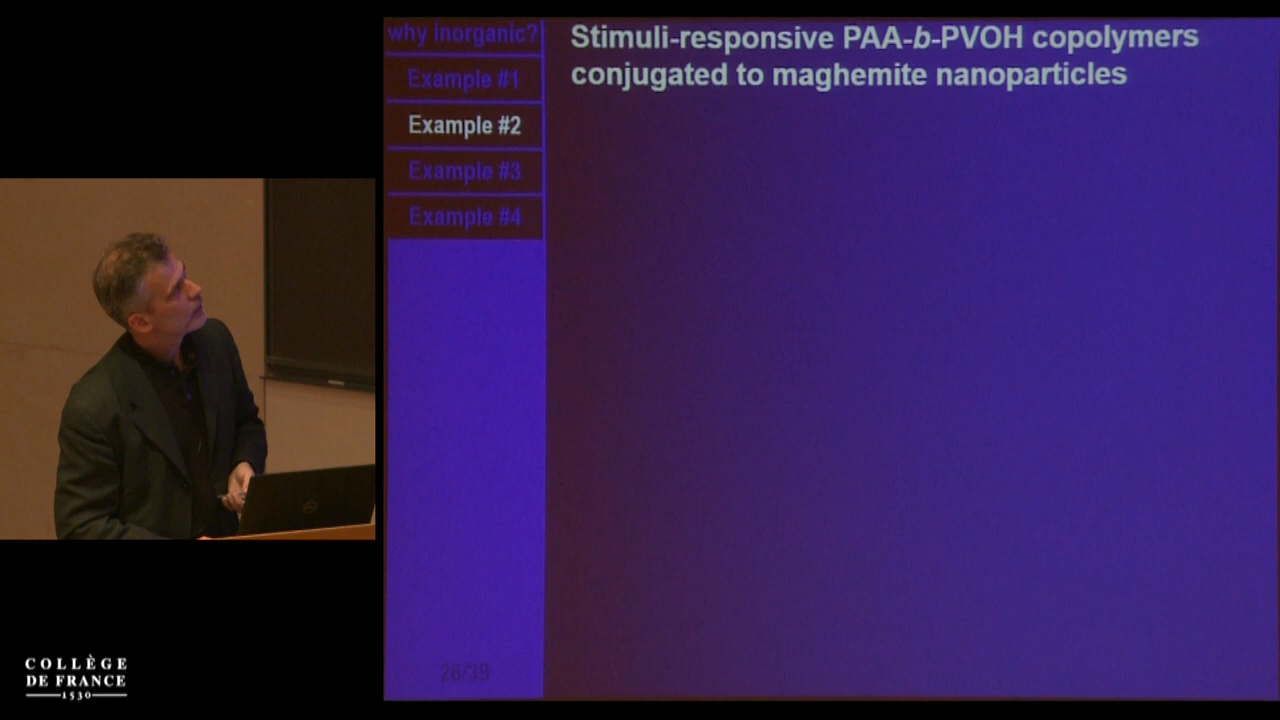 why inorganic?
Example #1
Example #2
Example #3
Example #4
26/39
Stimuli-responsive PAA-b-PVOH copolymers
conjugated to maghemite nanoparticles
COLLÈGE
DE FRANCE
1530